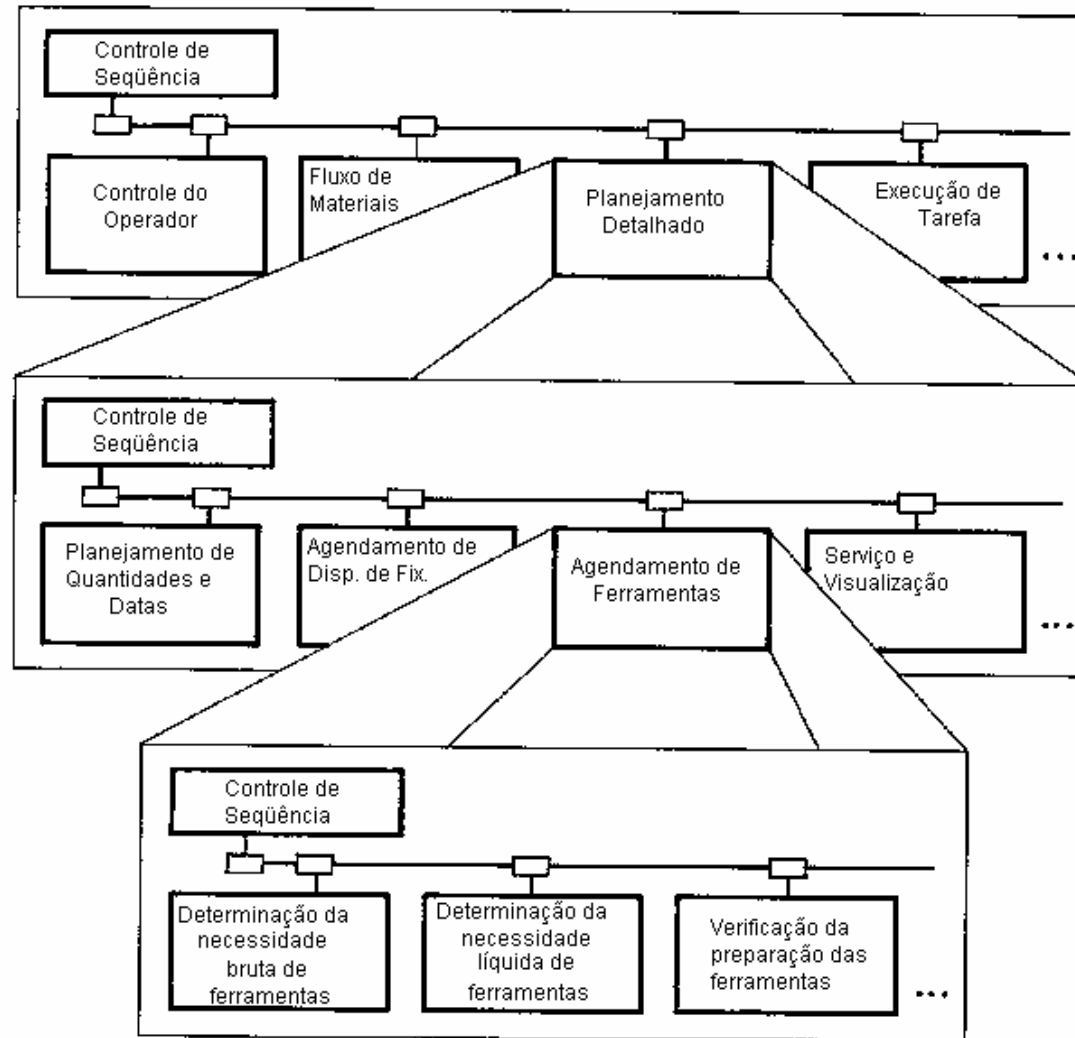 Controle de
Seqüência
Controle do
Operador
Fluxo de
Materiais
Planejamento
Detalhado
Execução de
Tarefa
...
Controle de
Seqüência
Planejamento de
Quantidades e
Datas
Agendamento de
Disp. de Fix.
Agendamento de
Ferramentas
Serviço e
Visualização
...
Controle de
Seqüência
Determinação da
necessidade
bruta de
ferramentas
Determinação da
necessidade
líquida de
ferramentas
Verificação da
preparação das
ferramentas
...